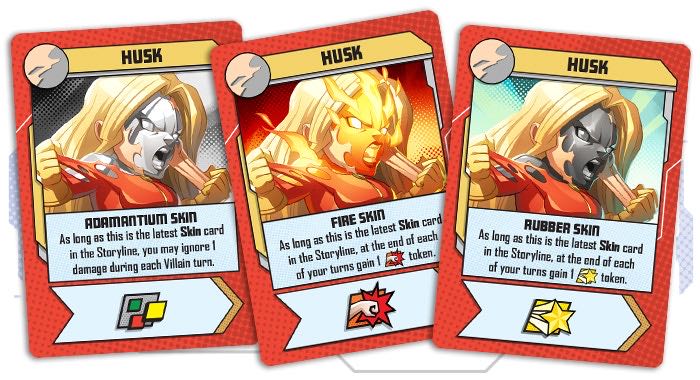 HUSK
ADAMANTIUM SKIN
As long as this is the latest Skin card
in the Storyline, you may ignore 1
damage during each Villain turn.
HUSK
FIRE SKIN
As long as this is the latest Skin card
in the Storyline, at the end of each
of your turns gain 1 token.
HUSK
RUBBER SKIN
As long as this is the latest Skin card
in the Storyline, at the end of each
of your turns gain 1 token.